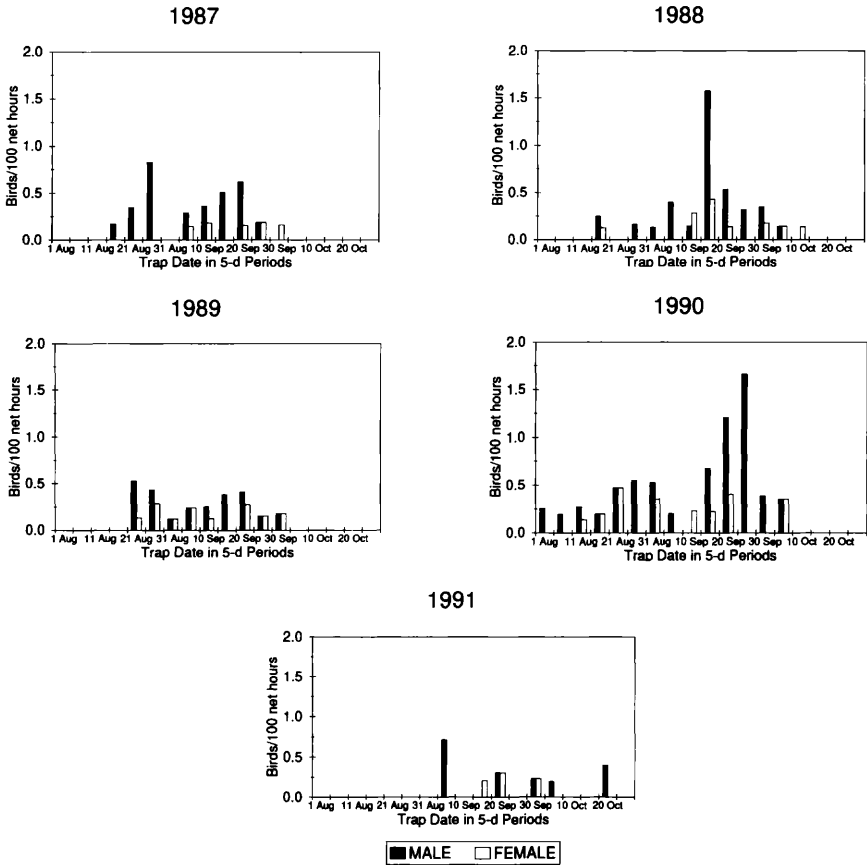 1987
2.0
1.5
1.0
0.5
0.0
Birds/100 net hours
1 Aug 11 Aug 21 Aug 31 Aug 10 Sep 20 Sep 30 Sep 10 Oct 20 Oct
Trap Date in 5-d Periods
1988
2.0
1.5
1.0
0.5
0.0
Birds/100 net hours
1 Aug 11 Aug 21 Aug 31 Aug 10 Sep 20 Sep 30 Sep 10 Oct 20 Oct
Trap Date in 5-d Periods
1989
2.0
1.5
1.0
0.5
0.0
Birds/100 net hours
1 Aug 11 Aug 21 Aug 31 Aug 10 Sep 20 Sep 30 Sep 10 Oct 20 Oct
Trap Date in 5-d Periods
1990
2.0
1.5
1.0
0.5
0.0
Birds/100 net hours
1 Aug 11 Aug 21 Aug 31 Aug 10 Sep 20 Sep 30 Sep 10 Oct 20 Oct
Trap Date in 5-d Periods
1991
2.0
1.5
1.0
0.5
0.0
Birds/100 net hours
1 Aug 11 Aug 21 Aug 31 Aug 10 Sep 20 Sep 30 Sep 10 Oct 20 Oct
Trap Date in 5-d Periods
MALE FEMALE